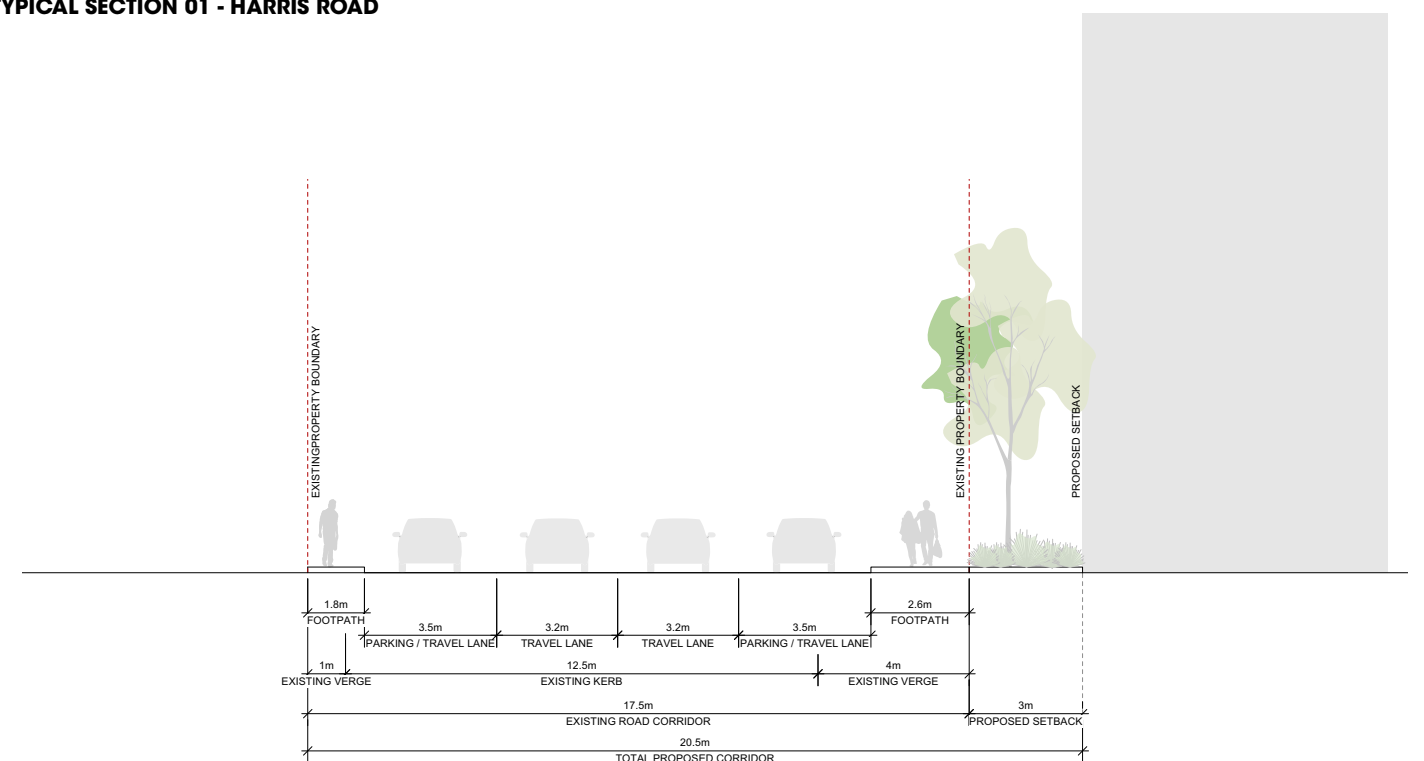 TYPICAL SECTION 01 - HARRIS ROAD
EXISTINGPROPERTY BOUNDARY
EXISTING PROPERTY BOUNDARY
PROPOSED SETBACK
1.8m
FOOTPATH
2.6m
FOOTPATH
3.5m
PARKING / TRAVEL LANE
3.2m
TRAVEL LANE
3.2m
TRAVEL LANE
3.5m
PARKING / TRAVEL LANE
1m
EXISTING VERGE
12.5m
EXISTING KERB
4m
EXISTING VERGE
17.5m
EXISTING ROAD CORRIDOR
3m
PROPOSED SETBACK
20.5m
TOTAL PROPOSED CORRIDOR